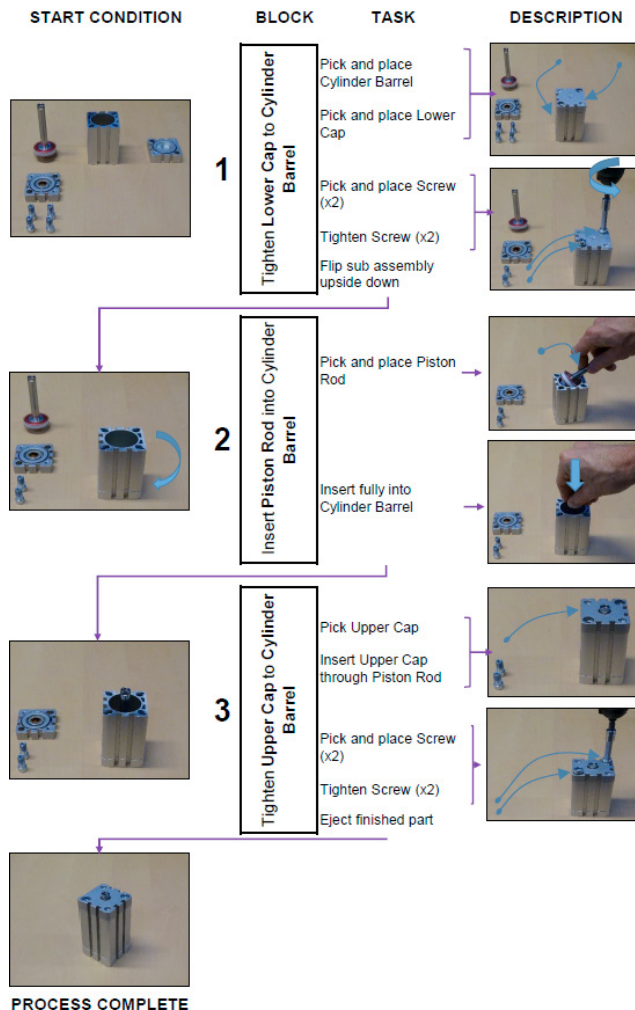 START CONDITION BLOCK TASK DESCRIPTION
1
Tighten Lower Cap to Cylinder
Barrel
Pick and place
Cylinder Barrel
Pick and place Lower
Cap
Pick and place Screw
(x2)
Tighten Screw (x2)
Flip sub assembly
upside down
2
Insert Piston Rod into Cylinder
Barrel
Pick and place Piston
Rod
Insert fully into
Cylinder Barrel
3
Tighten Upper Cap to Cylinder
Barrel
Pick Upper Cap
Insert Upper Cap
through Piston Rod
Pick and place Screw
(x2)
Tighten Screw (x2)
Eject finished part
PROCESS COMPLETE